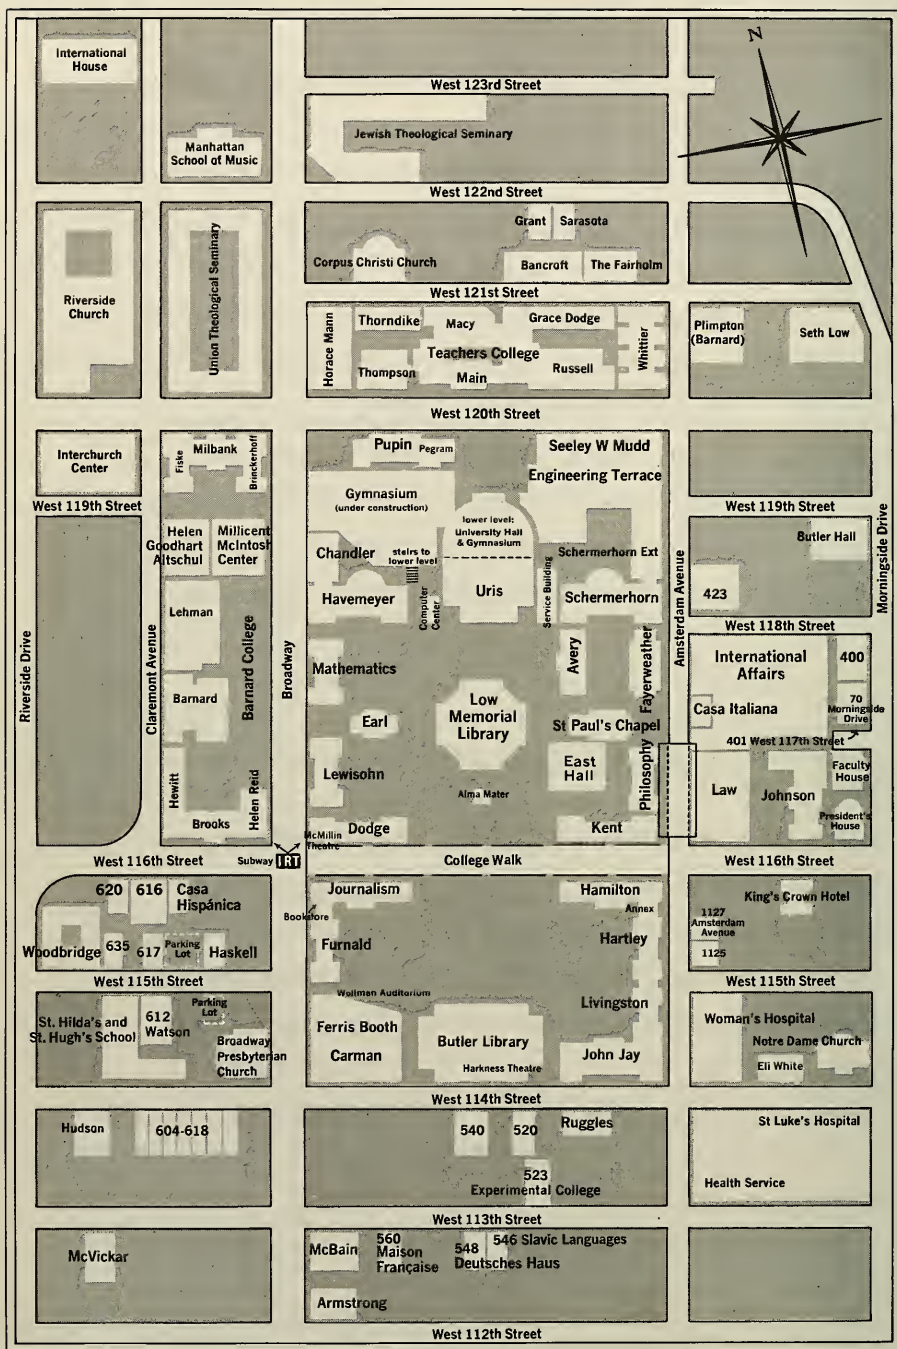 International
House
N
West 123rd Street
Jewish Theological Seminary
Manhattan
School of Music
West 122nd Street
Riverside
Church
Union Theological Seminary
Grant
Sarasota
Corpus Christi Church
Bancroft
The Fairholm
West 121st Street
Horace Mann
Thorndike
Macy
Grace Dodge
Teachers College
Thompson
Main
Russell
Whittier
Plimpton
(Barnard)
Seth Low
West 120th Street
Interchurch
Center
Fiske
Milbank
Brinckerhoff
Pupin
Pegram
Seeley W Mudd
Engineering Terrace
West 119th Street
Gymnasium
(under construction)
lower level:
University Hall
& Gymnasium
West 119th Street
Helen
Goodhart
Altschul
Millicent
McIntosh
Center
Chandler
stairs to
lower level
Schermerhorn Ext
Butler Hall
Havemeyer
Computer
Center
Uris
Service Building
Schermerhorn
423
West 118th Street
Riverside Drive
Claremont Avenue
Broadway
Amsterdam Avenue
Morningside Drive
Lehman
Barnard College
Barnard
Hewitt
Helen Reid
Brooks
Mathematics
Earl
Low
Memorial
Library
Avery
Fayerweather
St Paul's Chapel
International
Affairs
400
Casa Italiana
70
Morningside
Drive
401 West 117th Street
Lewisohn
Alma Mater
East
Hall
Philosophy
Law
Johnson
Faculty
House
President's
House
McMillin
Theatre
Dodge
Kent
West 116th Street
Subway IRT
College Walk
West 116th Street
620
616
Casa
Hispánica
Journalism
Hamilton
King's Crown Hotel
Bookstore
Annex
1127
Amsterdam
Avenue
1125
Woodbridge
635
617
Parking
Lot
Haskell
Furnald
Hartley
West 115th Street
Wollman Auditorium
Livingston
West 115th Street
St. Hilda's and
St. Hugh's School
612
Watson
Parking
Lot
Broadway
Presbyterian
Church
Ferris Booth
Carman
Butler Library
Harkness Theatre
John Jay
Woman's Hospital
Notre Dame Church
Eli White
West 114th Street
Hudson
604-618
540
520
Ruggles
523
Experimental College
St Luke's Hospital
Health Service
West 113th Street
McVickar
McBain
560
Maison
Française
548
546 Slavic Languages
Deutsches Haus
Armstrong
West 112th Street